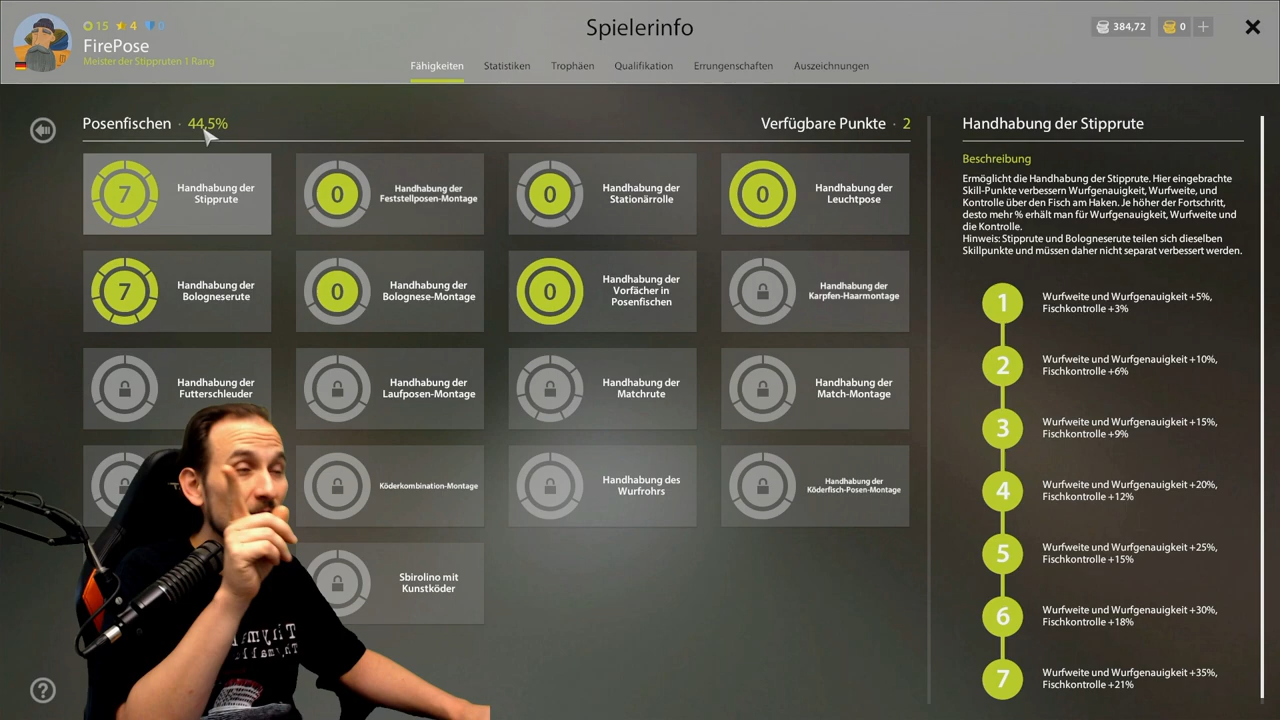 15 4 0
Spielerinfo
384,72 0
FirePose
Meister der Stippruten 1 Rang
Fähigkeiten Statistiken Trophäen Qualifikation Errungenschaften Auszeichnungen
Posenfischen · 44,5%
Verfügbare Punkte · 2
7 Handhabung der
Stipprute
0 Handhabung der
Feststellposen-Montage
0 Handhabung der
Stationärrolle
0 Handhabung der
Leuchtpose
7 Handhabung der
Bologneserute
0 Handhabung der
Bolognese-Montage
0 Handhabung der
Vorfächer in
Posenfischen
Handhabung der
Karpfen-Haarmontage
Handhabung der
Futterschleuder
Handhabung der
Laufposen-Montage
Handhabung der
Matchrute
Handhabung der
Match-Montage
Köderkombination-Montage
Handhabung des
Wurfrohrs
Handhabung der
Köderfisch-Posen-Montage
Sbirolino mit
Kunstköder
Handhabung der Stipprute
Beschreibung
Ermöglicht die Handhabung der Stipprute. Hier eingebrachte
Skill-Punkte verbessern Wurfgenauigkeit, Wurfweite, und
Kontrolle über den Fisch am Haken. Je höher der Fortschritt,
desto mehr % erhält man für Wurfgenauigkeit, Wurfweite und
die Kontrolle.
Hinweis: Stipprute und Bologneserute teilen sich dieselben
Skillpunkte und müssen daher nicht separat verbessert werden.
1 Wurfweite und Wurfgenauigkeit +5%,
Fischkontrolle +3%
2 Wurfweite und Wurfgenauigkeit +10%,
Fischkontrolle +6%
3 Wurfweite und Wurfgenauigkeit +15%,
Fischkontrolle +9%
4 Wurfweite und Wurfgenauigkeit +20%,
Fischkontrolle +12%
5 Wurfweite und Wurfgenauigkeit +25%,
Fischkontrolle +15%
6 Wurfweite und Wurfgenauigkeit +30%,
Fischkontrolle +18%
7 Wurfweite und Wurfgenauigkeit +35%,
Fischkontrolle +21%
?